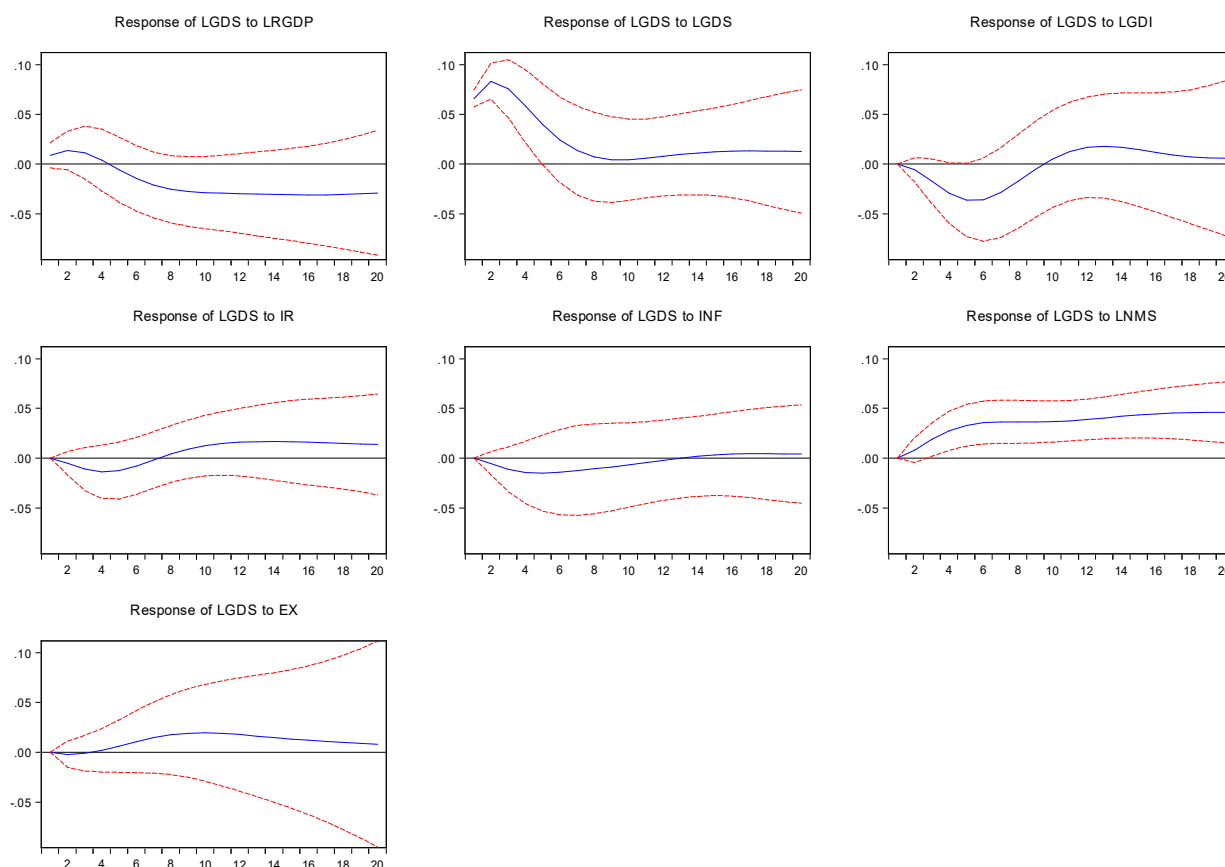 Response of LGDS to LRGDP
.10
.05
.00
-.05
2 4 6 8 10 12 14 16 18 20
Response of LGDS to LGDS
.10
.05
.00
-.05
2 4 6 8 10 12 14 16 18 20
Response of LGDS to LGDI
.10
.05
.00
-.05
2 4 6 8 10 12 14 16 18
Response of LGDS to IR
.10
.05
.00
-.05
2 4 6 8 10 12 14 16 18 20
Response of LGDS to INF
.10
.05
.00
-.05
2 4 6 8 10 12 14 16 18 20
Response of LGDS to LNMS
.10
.05
.00
-.05
2 4 6 8 10 12 14 16 18
Response of LGDS to EX
.10
.05
.00
-.05
2 4 6 8 10 12 14 16 18 20